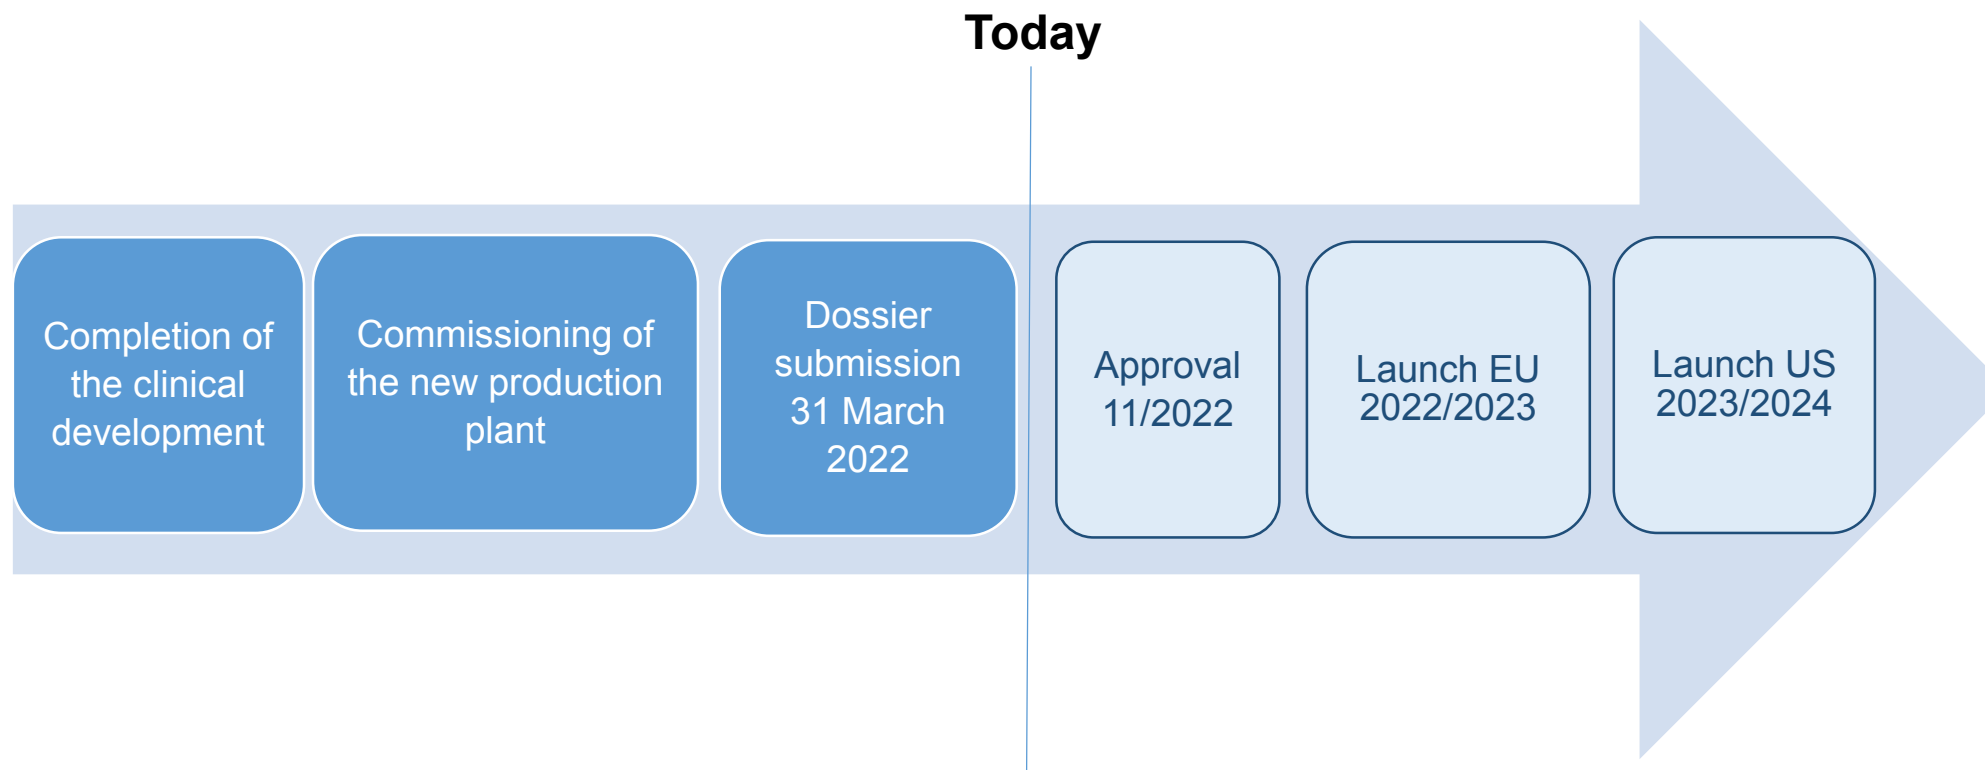 Today
Completion of
the clinical
development
Commissioning of
the new production
plant
Dossier
submission
31 March
2022
Approval
11/2022
Launch EU
2022/2023
Launch US
2023/2024